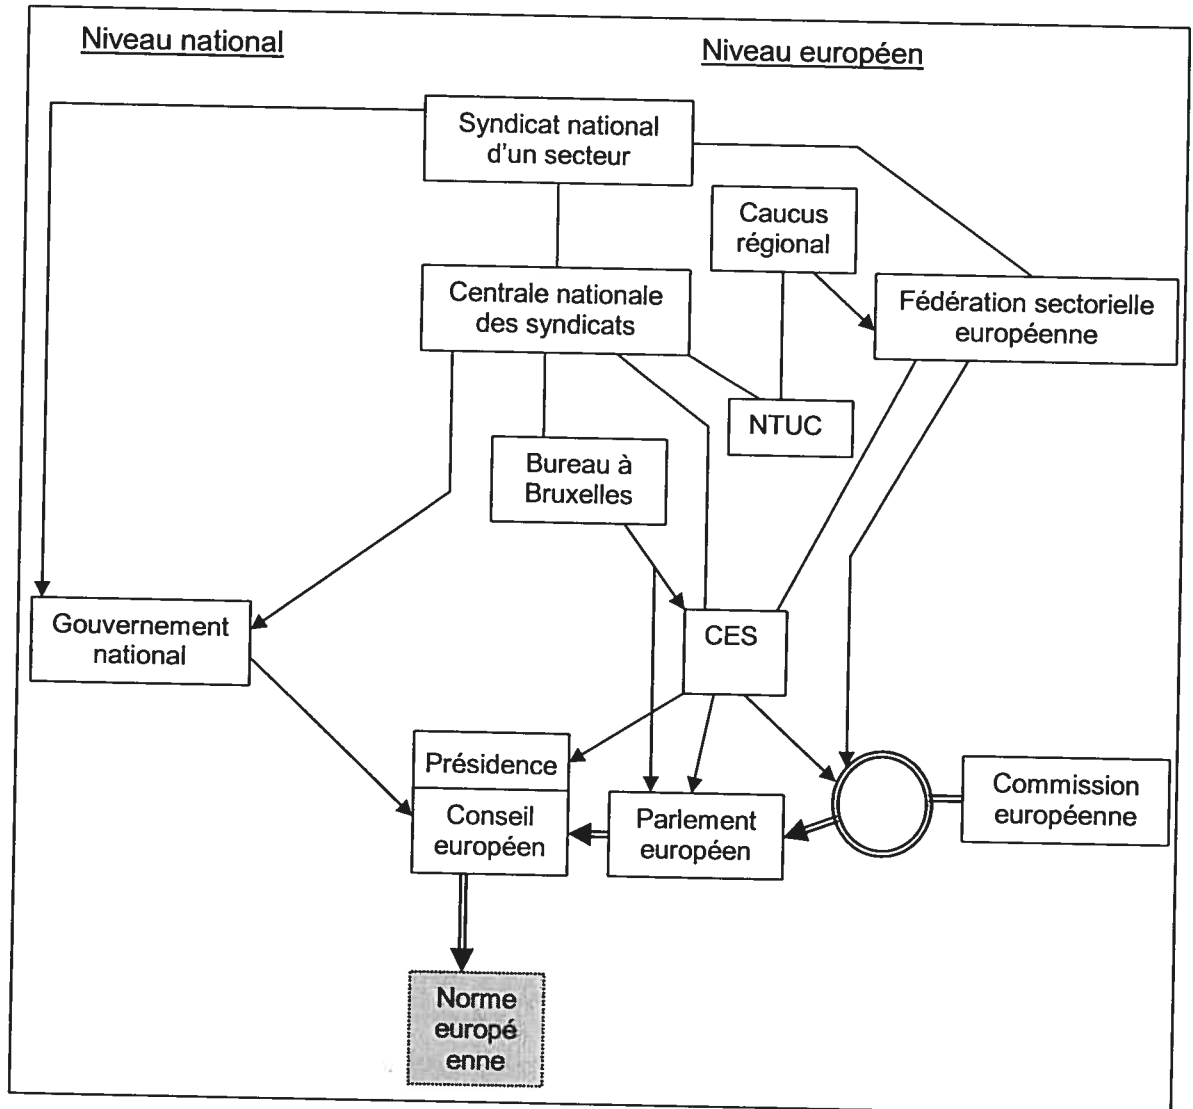 Niveau national
Niveau européen
Syndicat national
d'un secteur
Caucus
régional
Centrale nationale
des syndicats
Fédération sectorielle
européenne
NTUC
Bureau à
Bruxelles
Gouvernement
national
CES
Présidence
Conseil
européen
Parlement
européen
Commission
européenne
Norme
europé
enne